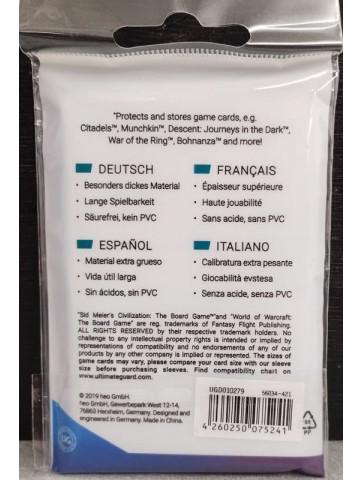 "Protects and stores game cards, e.g.
Citadels™, Munchkin™, Descent: Journeys in the Dark™,
War of the Ring™, Bohnanza™ and more!
DEUTSCH
• Besonders dickes Material
• Lange Spielbarkeit
• Säurefrei, kein PVC
FRANÇAIS
• Épaisseur supérieure
• Haute jouabilité
• Sans acide, sans PVC
ESPAÑOL
• Material extra grueso
• Vida útil larga
• Sin ácidos, sin PVC
ITALIANO
• Calibratura extra pesante
• Giocabilità evstesa
• Senza acide, senza PVC
"Sid Meier's Civilization: The Board Game™" and "World of Warcraft:
The Board Game" are reg. trademarks of Fantasy Flight Publishing.
ALL RIGHTS RESERVED by their respective trademark holders. No
challenge to any intellectual property rights is intended or implied by
representations of compatibility and no endorsements of any of our
products by any other company is implied or represented. The sizes of
game cards may vary, please compare your card size with our sleeve
size before purchasing sleeves. Find compatibility chart on
www.ultimateguard.com
© 2019 heo GmbH.
heo GmbH, Gewerbepark West 12-14,
76863 Herxheim, Germany. Designed and
engineered in Germany. Made in China.
UG
UGD010279
56034-421
4 260250 075241
05
PP